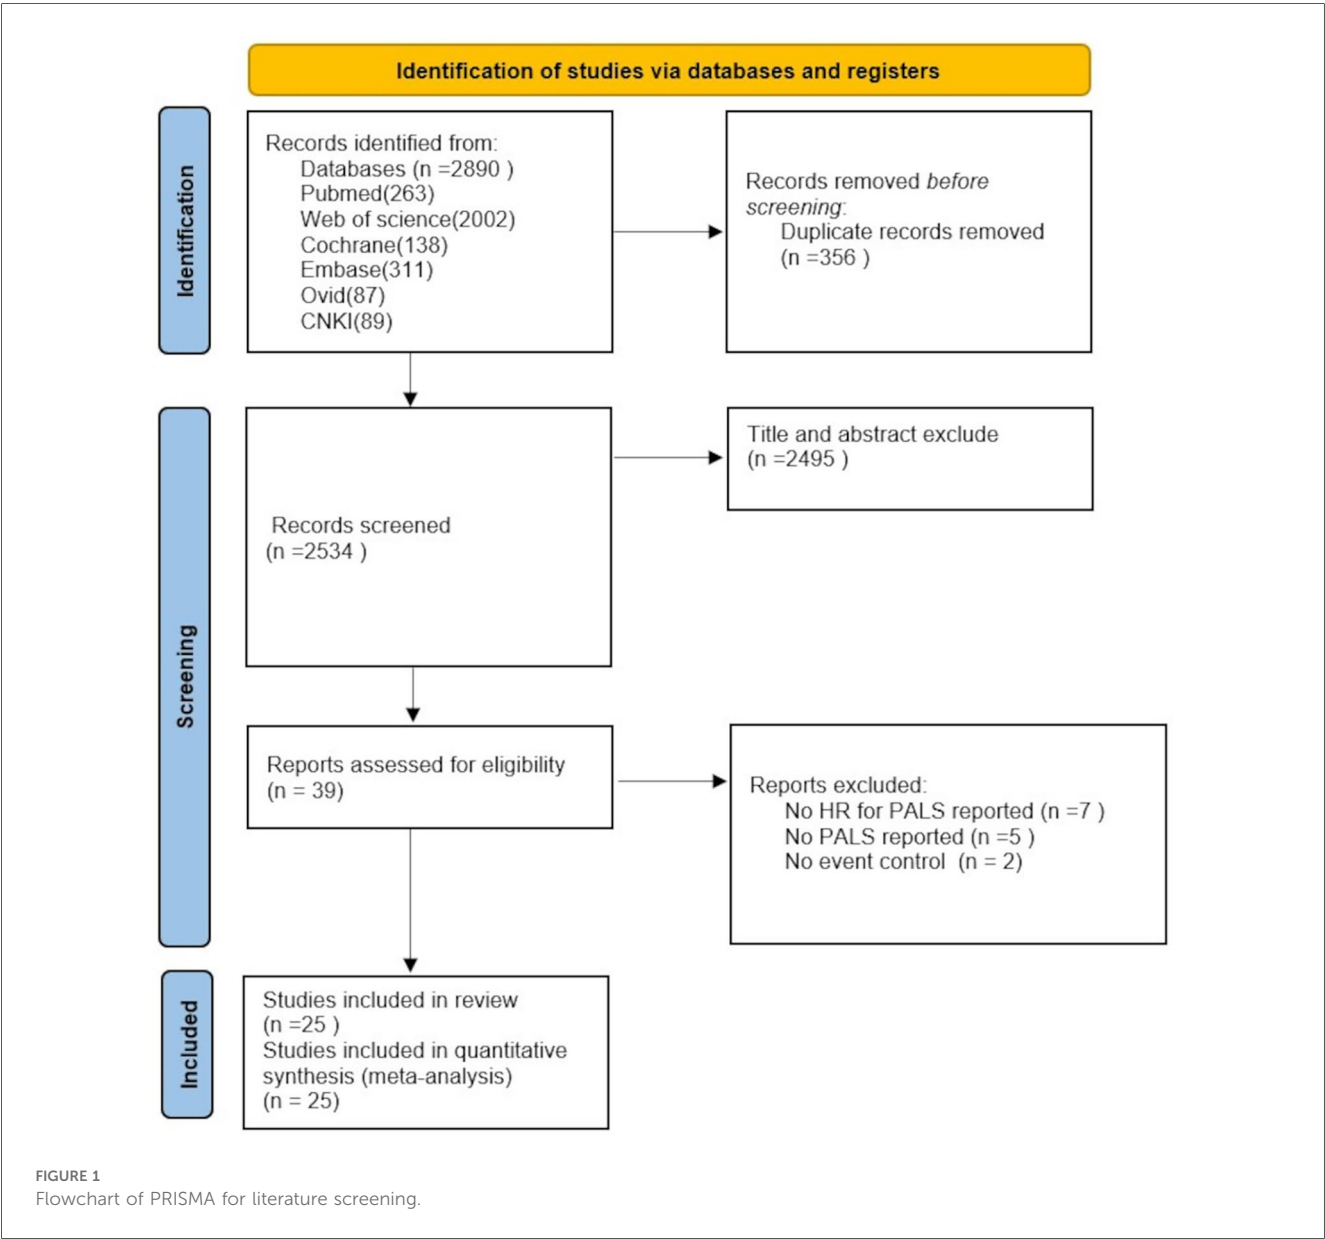 Identification of studies via databases and registers
Identification
Records identified from:
Databases (n =2890 )
Pubmed(263)
Web of science(2002)
Cochrane(138)
Embase(311)
Ovid(87)
CNKI(89)
Records removed before
screening:
Duplicate records removed
(n =356 )
Screening
Records screened
(n =2534 )
Title and abstract exclude
(n =2495 )
Reports assessed for eligibility
(n = 39)
Reports excluded:
No HR for PALS reported (n =7 )
No PALS reported (n =5 )
No event control (n = 2)
Included
Studies included in review
(n =25 )
Studies included in quantitative
synthesis (meta-analysis)
(n = 25)
FIGURE 1
Flowchart of PRISMA for literature screening.